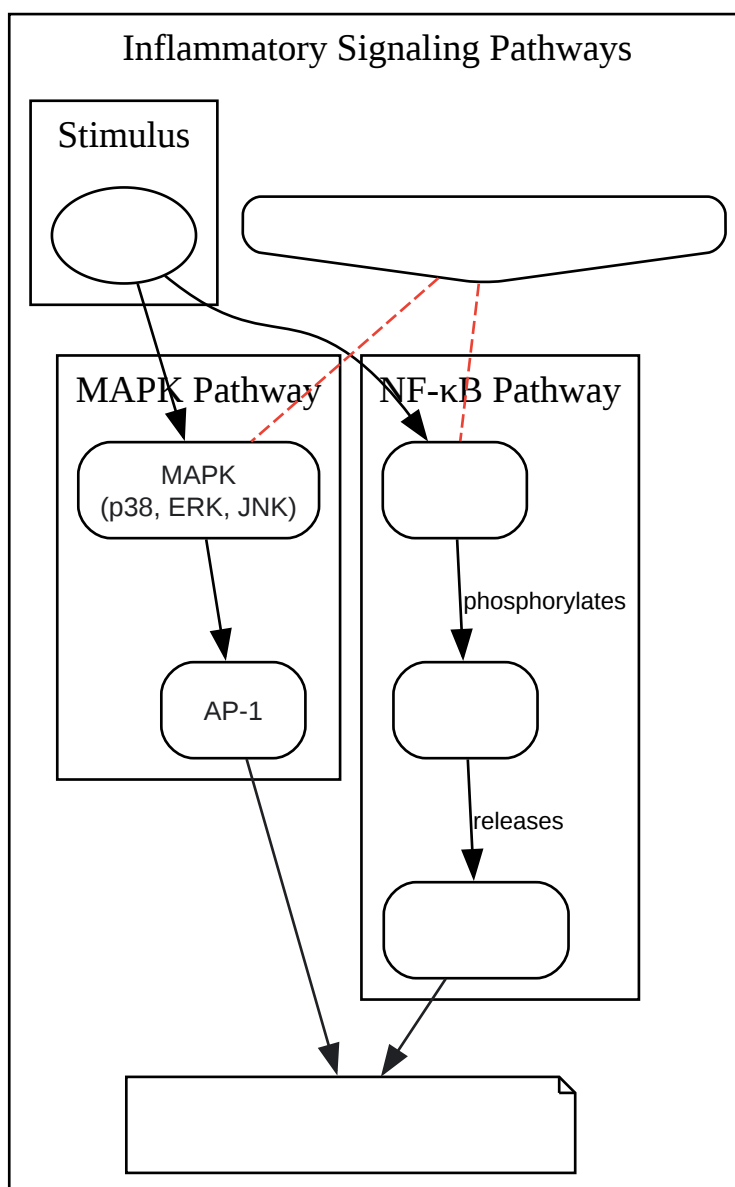 Inflammatory Signaling Pathways
Stimulus
MAPK Pathway
NF-κB Pathway
MAPK
(p38, ERK, JNK)
phosphorylates
AP-1
releases